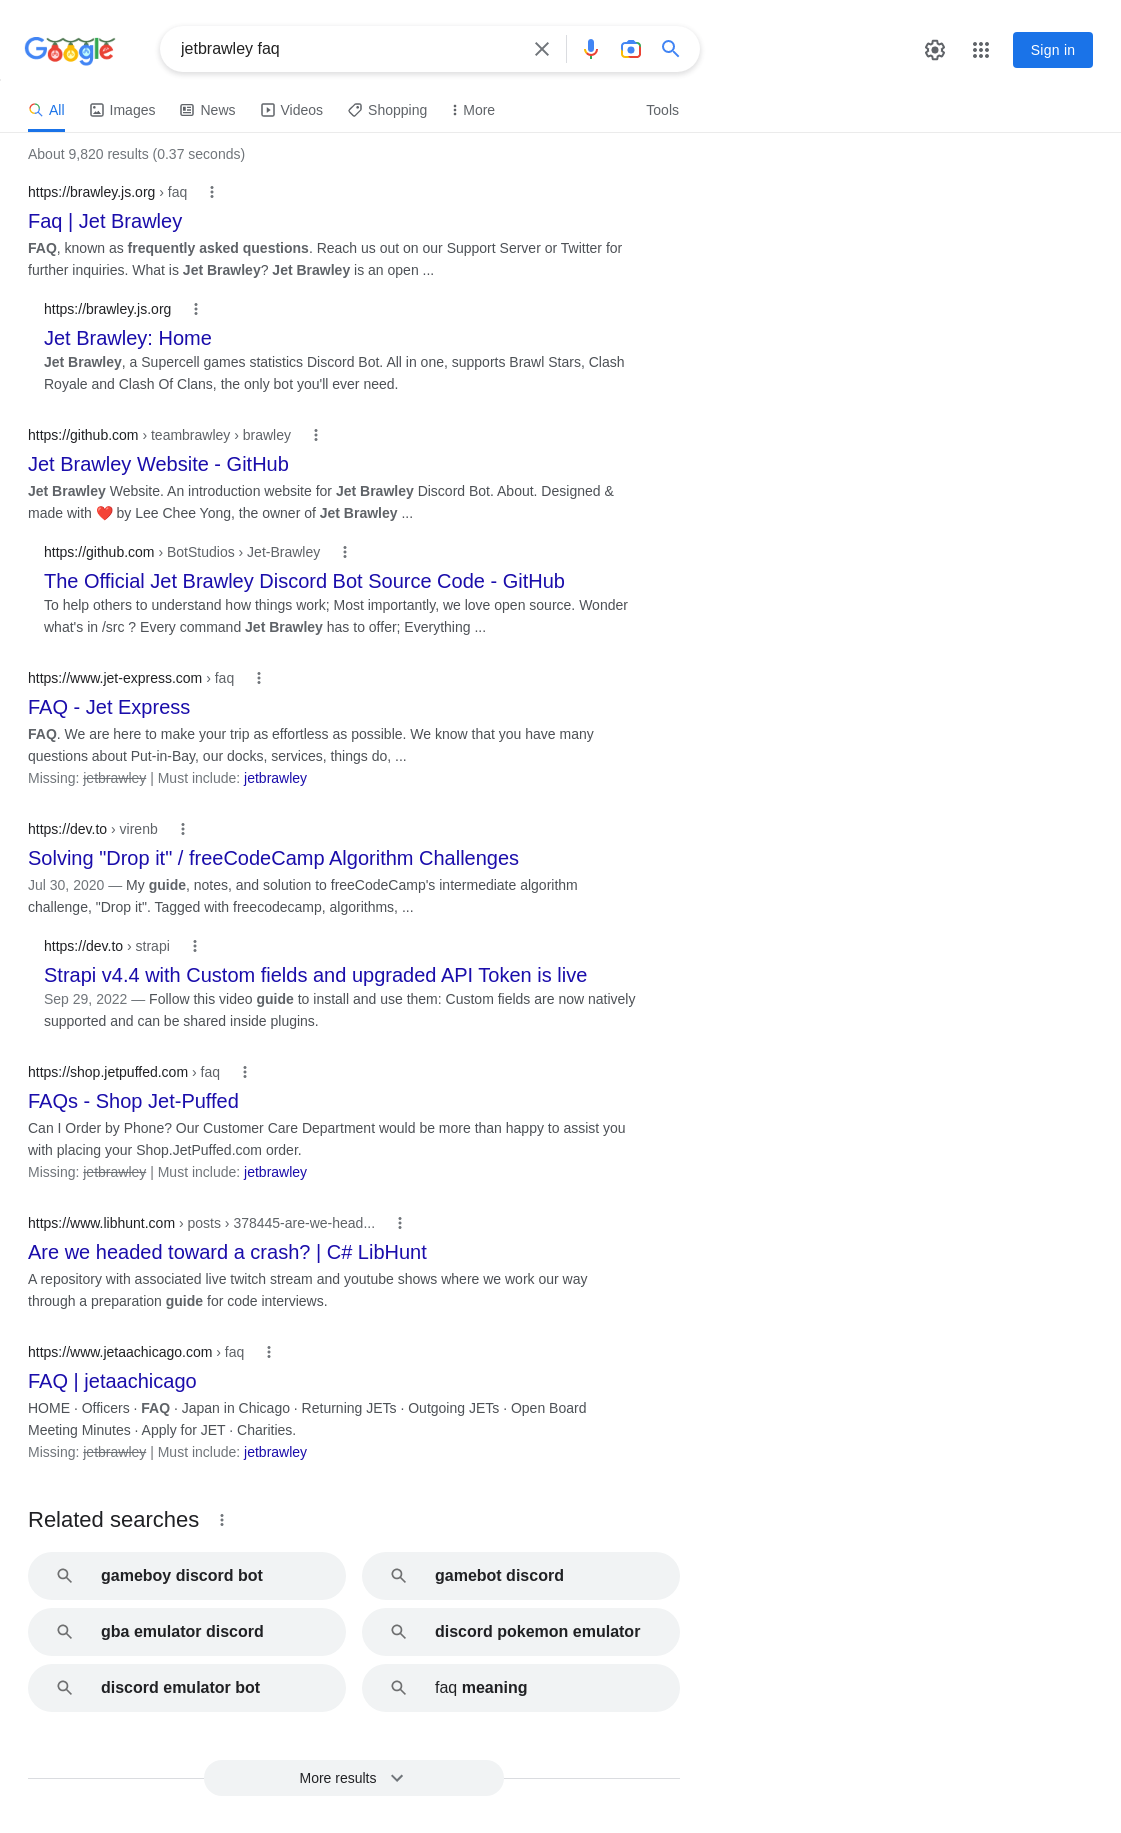 Google
jetbrawley faq
Sign in
All Images News Videos Shopping More Tools
About 9,820 results (0.37 seconds)
https://brawley.js.org › faq
Faq | Jet Brawley
FAQ, known as frequently asked questions. Reach us out on our Support Server or Twitter for
further inquiries. What is Jet Brawley? Jet Brawley is an open ...
https://brawley.js.org
Jet Brawley: Home
Jet Brawley, a Supercell games statistics Discord Bot. All in one, supports Brawl Stars, Clash
Royale and Clash Of Clans, the only bot you'll ever need.
https://github.com › teambrawley › brawley
Jet Brawley Website - GitHub
Jet Brawley Website. An introduction website for Jet Brawley Discord Bot. About. Designed &
made with ❤️ by Lee Chee Yong, the owner of Jet Brawley ...
https://github.com › BotStudios › Jet-Brawley
The Official Jet Brawley Discord Bot Source Code - GitHub
To help others to understand how things work; Most importantly, we love open source. Wonder
what's in /src ? Every command Jet Brawley has to offer; Everything ...
https://www.jet-express.com › faq
FAQ - Jet Express
FAQ. We are here to make your trip as effortless as possible. We know that you have many
questions about Put-in-Bay, our docks, services, things do, ...
Missing: jetbrawley | Must include: jetbrawley
https://dev.to › virenb
Solving "Drop it" / freeCodeCamp Algorithm Challenges
Jul 30, 2020 — My guide, notes, and solution to freeCodeCamp's intermediate algorithm
challenge, "Drop it". Tagged with freecodecamp, algorithms, ...
https://dev.to › strapi
Strapi v4.4 with Custom fields and upgraded API Token is live
Sep 29, 2022 — Follow this video guide to install and use them: Custom fields are now natively
supported and can be shared inside plugins.
https://shop.jetpuffed.com › faq
FAQs - Shop Jet-Puffed
Can I Order by Phone? Our Customer Care Department would be more than happy to assist you
with placing your Shop.JetPuffed.com order.
Missing: jetbrawley | Must include: jetbrawley
https://www.libhunt.com › posts › 378445-are-we-head...
Are we headed toward a crash? | C# LibHunt
A repository with associated live twitch stream and youtube shows where we work our way
through a preparation guide for code interviews.
https://www.jetaachicago.com › faq
FAQ | jetaachicago
HOME · Officers · FAQ · Japan in Chicago · Returning JETs · Outgoing JETs · Open Board
Meeting Minutes · Apply for JET · Charities.
Missing: jetbrawley | Must include: jetbrawley
Related searches
gameboy discord bot
gamebot discord
gba emulator discord
discord pokemon emulator
discord emulator bot
faq meaning
More results